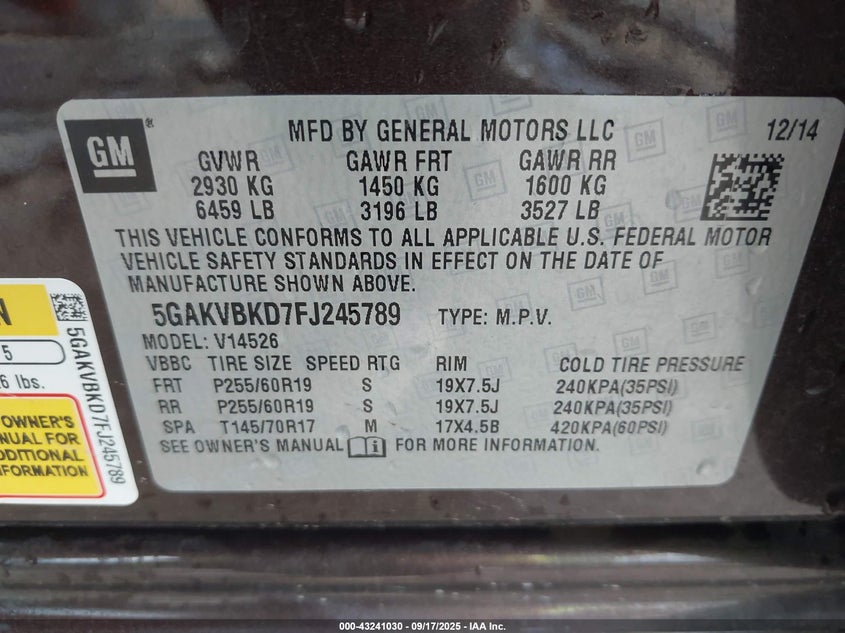 GM
MFD BY GENERAL MOTORS LLC 12/14
GVWR GAWR FRT GAWR RR
2930 KG 1450 KG 1600 KG
6459 LB 3196 LB 3527 LB
THIS VEHICLE CONFORMS TO ALL APPLICABLE U.S. FEDERAL MOTOR
VEHICLE SAFETY STANDARDS IN EFFECT ON THE DATE OF
MANUFACTURE SHOWN ABOVE.
5GAKVBKD7FJ245789 TYPE: M.P.V.
MODEL: V14526
VBBC TIRE SIZE SPEED RTG RIM COLD TIRE PRESSURE
FRT P255/60R19 S 19X7.5J 240KPA(35PSI)
RR P255/60R19 S 19X7.5J 240KPA(35PSI)
SPA T145/70R17 M 17X4.5B 420KPA(60PSI)
SEE OWNER'S MANUAL FOR MORE INFORMATION.
N
5
6 lbs.
OWNER'S
ANUAL FOR
DDITIONAL
FORMATION
5GAKVBKD7FJ245789
000-43241030 - 09/17/2025 - IAA Inc.